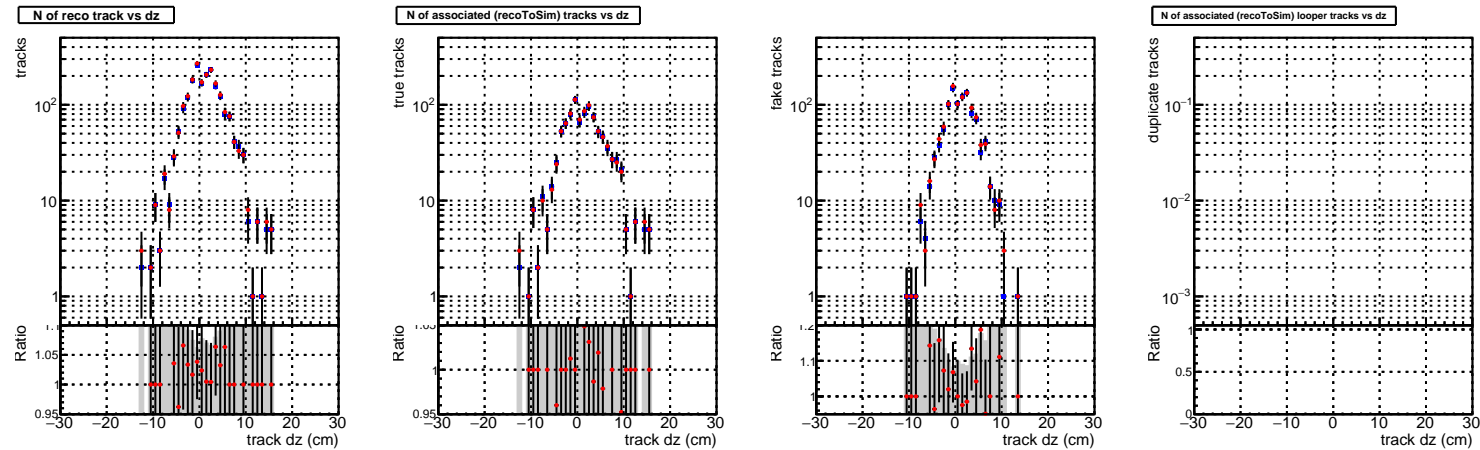 N of reco track vs dz
tracks
10²
10
1
Ratio
1.1
1.05
1
0.95
−30 −20 −10 0 10 20 30
track dz (cm)
N of associated (recoToSim) tracks vs dz
true tracks
10²
10
1
Ratio
1.05
1
0.95
−30 −20 −10 0 10 20 30
track dz (cm)
fake tracks
10²
10
1
Ratio
1.2
1.1
1
−30 −20 −10 0 10 20 30
track dz (cm)
N of associated (recoToSim) looper tracks vs dz
duplicate tracks
10⁻¹
10⁻²
10⁻³
Ratio
1
0.5
0
−30 −20 −10 0 10 20 30
track dz (cm)